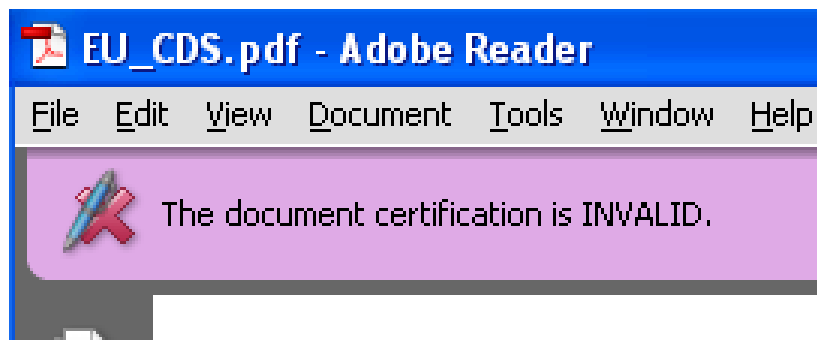 EU_CDS.pdf - Adobe Reader
File Edit View Document Tools Window Help
The document certification is INVALID.